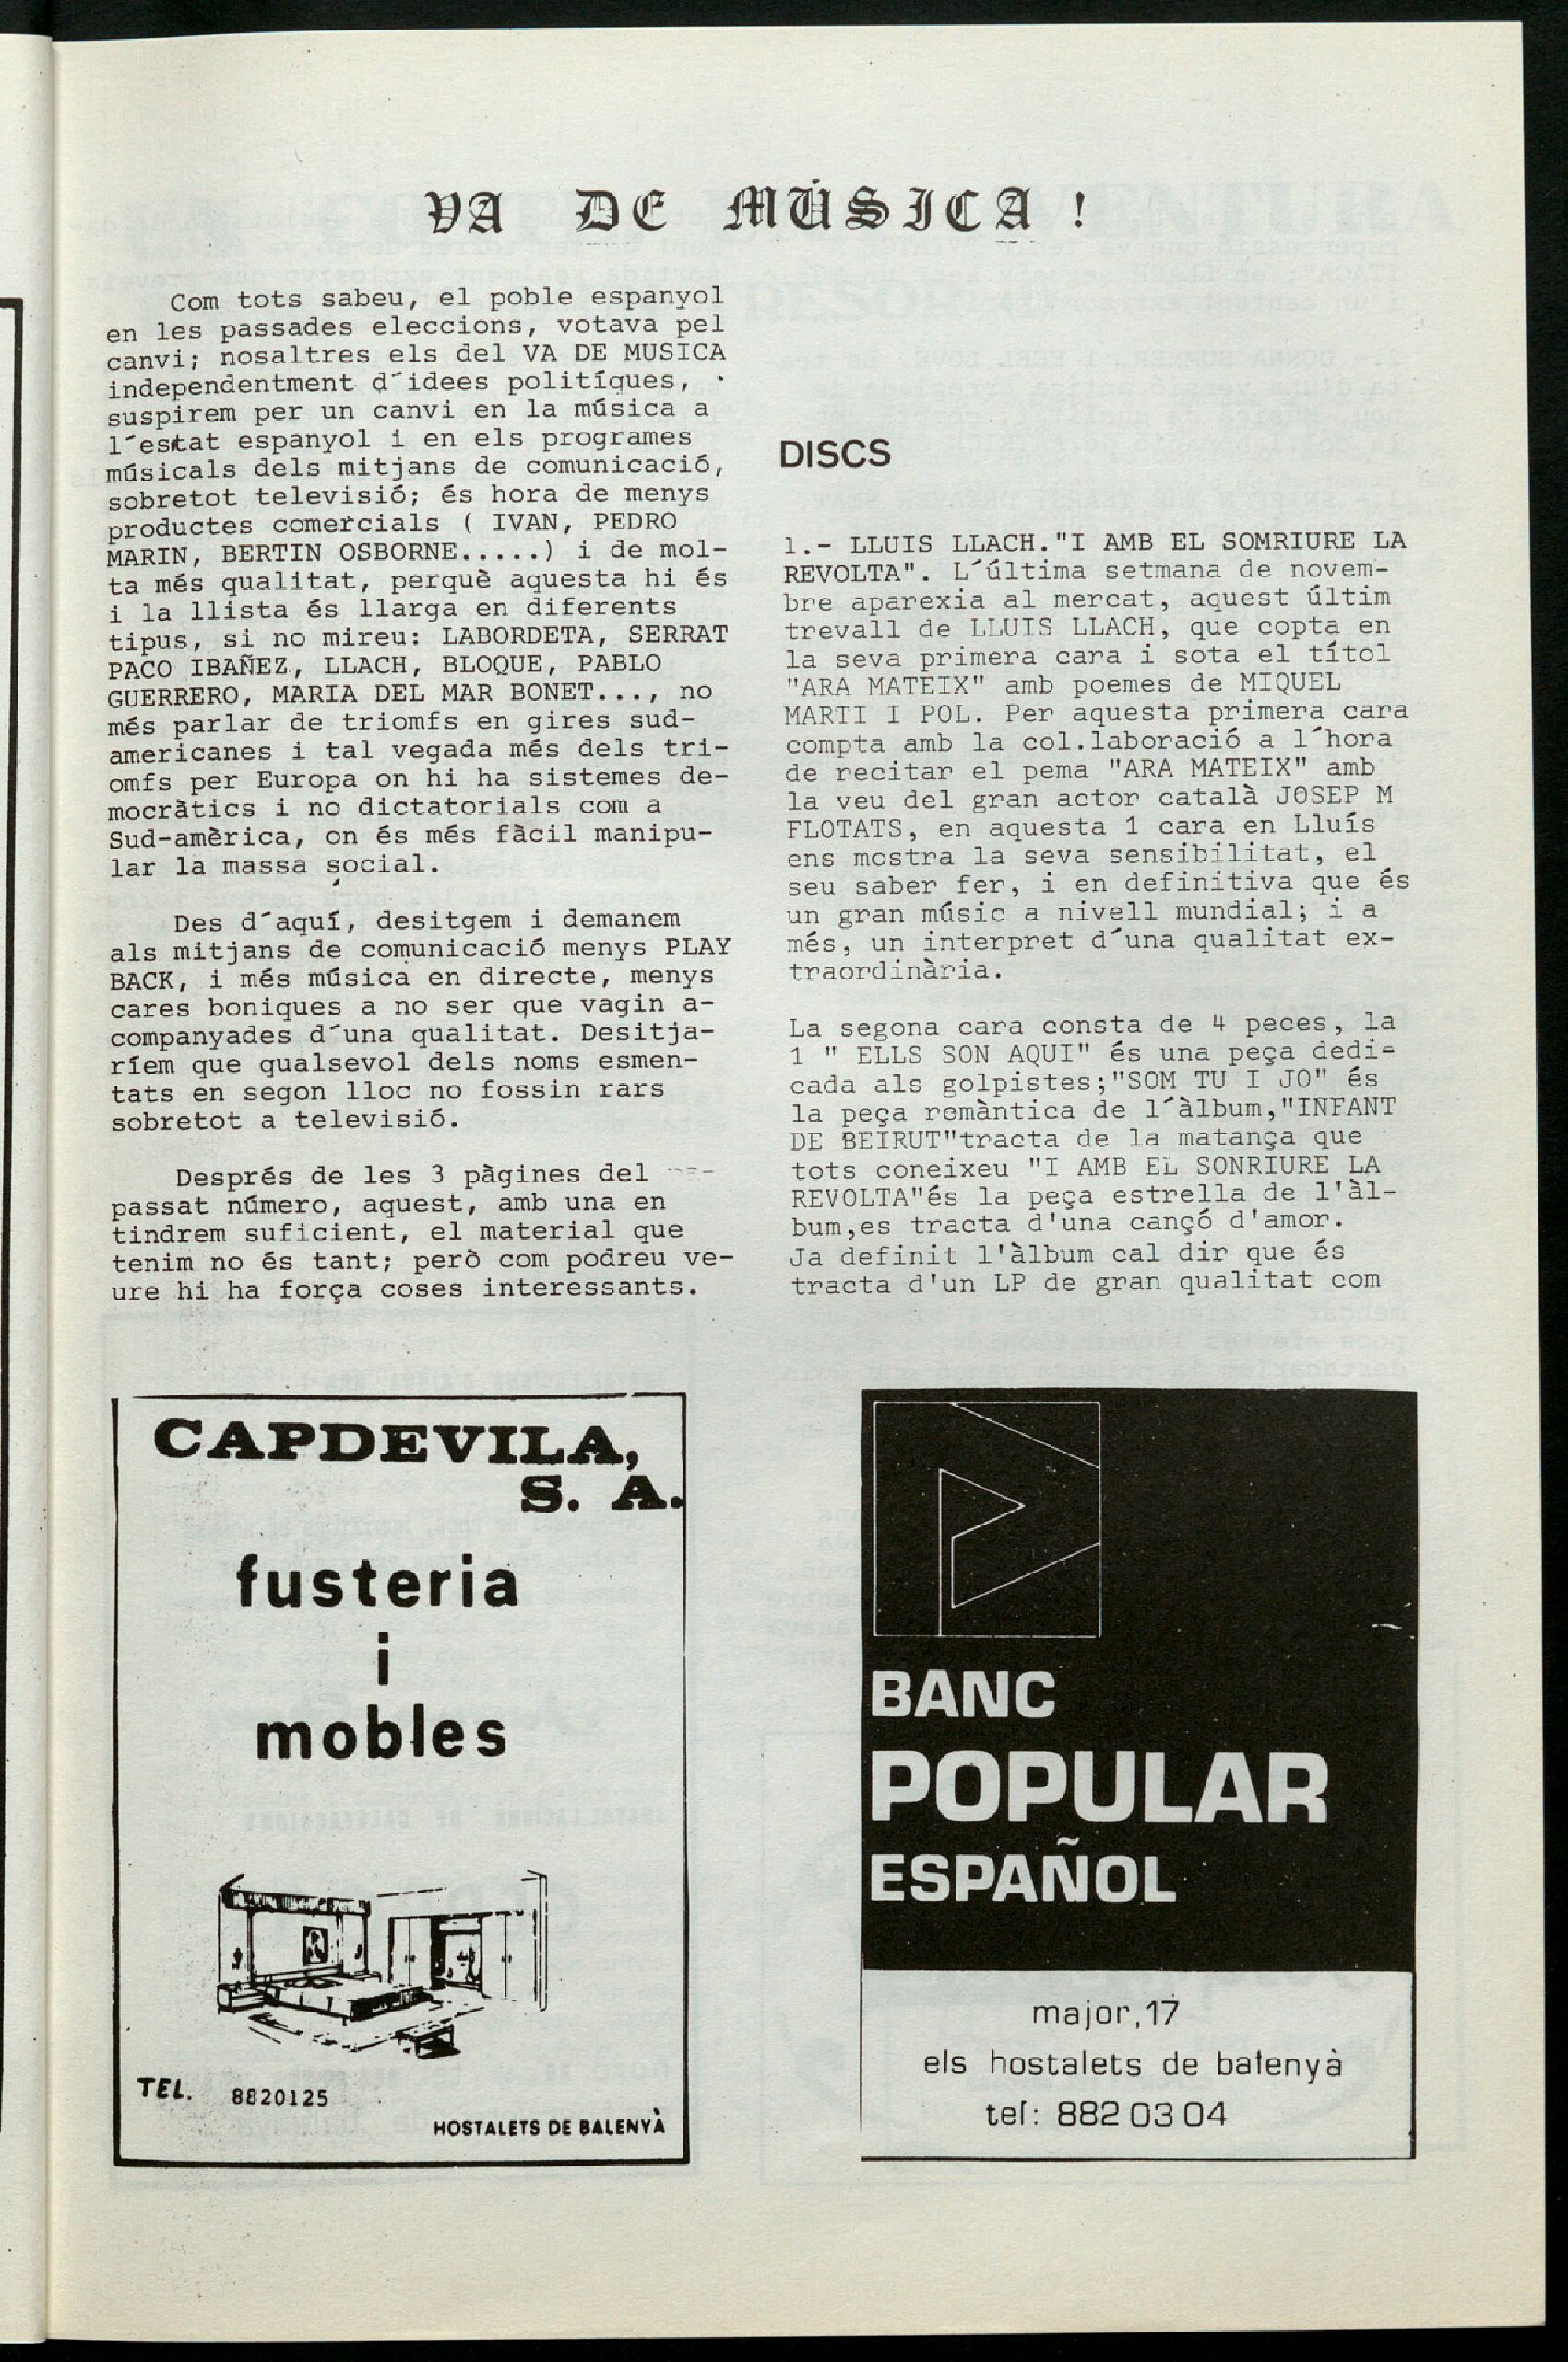 VA DE MÚSICA !
Com tots sabeu, el poble espanyol
en les passades eleccions, votava pel
canvi; nosaltres els del VA DE MUSICA
independentment d´idees politíques,
suspirem per un canvi en la música a
l´estat espanyol i en els programes
músicals dels mitjans de comunicació,
sobretot televisió; és hora de menys
productes comercials ( IVAN, PEDRO
MARIN, BERTIN OSBORNE.....) i de mol-
ta més qualitat, perquè aquesta hi és
i la llista és llarga en diferents
tipus, si no mireu: LABORDETA, SERRAT
PACO IBAÑEZ, LLACH, BLOQUE, PABLO
GUERRERO, MARIA DEL MAR BONET..., no
més parlar de triomfs en gires sud-
americanes i tal vegada més dels tri-
omfs per Europa on hi ha sistemes de-
mocràtics i no dictatorials com a
Sud-amèrica, on és més fàcil manipu-
lar la massa social.
Des d´aquí, desitgem i demanem
als mitjans de comunicació menys PLAY
BACK, i més música en directe, menys
cares boniques a no ser que vagin a-
companyades d´una qualitat. Desitja-
ríem que qualsevol dels noms esmen-
tats en segon lloc no fossin rars
sobretot a televisió.
Després de les 3 pàgines del
passat número, aquest, amb una en
tindrem suficient, el material que
tenim no és tant; però com podreu ve-
ure hi ha força coses interessants.
DISCS
1.- LLUIS LLACH."I AMB EL SOMRIURE LA
REVOLTA". L´última setmana de novem-
bre aparexia al mercat, aquest últim
trevall de LLUIS LLACH, que copta en
la seva primera cara i sota el títol
"ARA MATEIX" amb poemes de MIQUEL
MARTI I POL. Per aquesta primera cara
compta amb la col.laboració a l´hora
de recitar el pema "ARA MATEIX" amb
la veu del gran actor català JOSEP M
FLOTATS, en aquesta 1 cara en Lluís
ens mostra la seva sensibilitat, el
seu saber fer, i en definitiva que és
un gran músic a nivell mundial; i a
més, un interpret d´una qualitat ex-
traordinària.
La segona cara consta de 4 peces, la
1 " ELLS SON AQUI" és una peça dedi-
cada als golpistes;"SOM TU I JO" és
la peça romàntica de l´àlbum,"INFANT
DE BEIRUT"tracta de la matança que
tots coneixeu "I AMB EL SONRIURE LA
REVOLTA"és la peça estrella de l'àl-
bum,es tracta d'una cançó d'amor.
Ja definit l'àlbum cal dir que és
tracta d'un LP de gran qualitat com
CAPDEVILA,
S. A.
fusteria
i
mobles
TEL. 8820125
HOSTALETS DE BALENYÀ
BANC
POPULAR
ESPAÑOL
major,17
els hostalets de balenyà
tel: 882 03 04